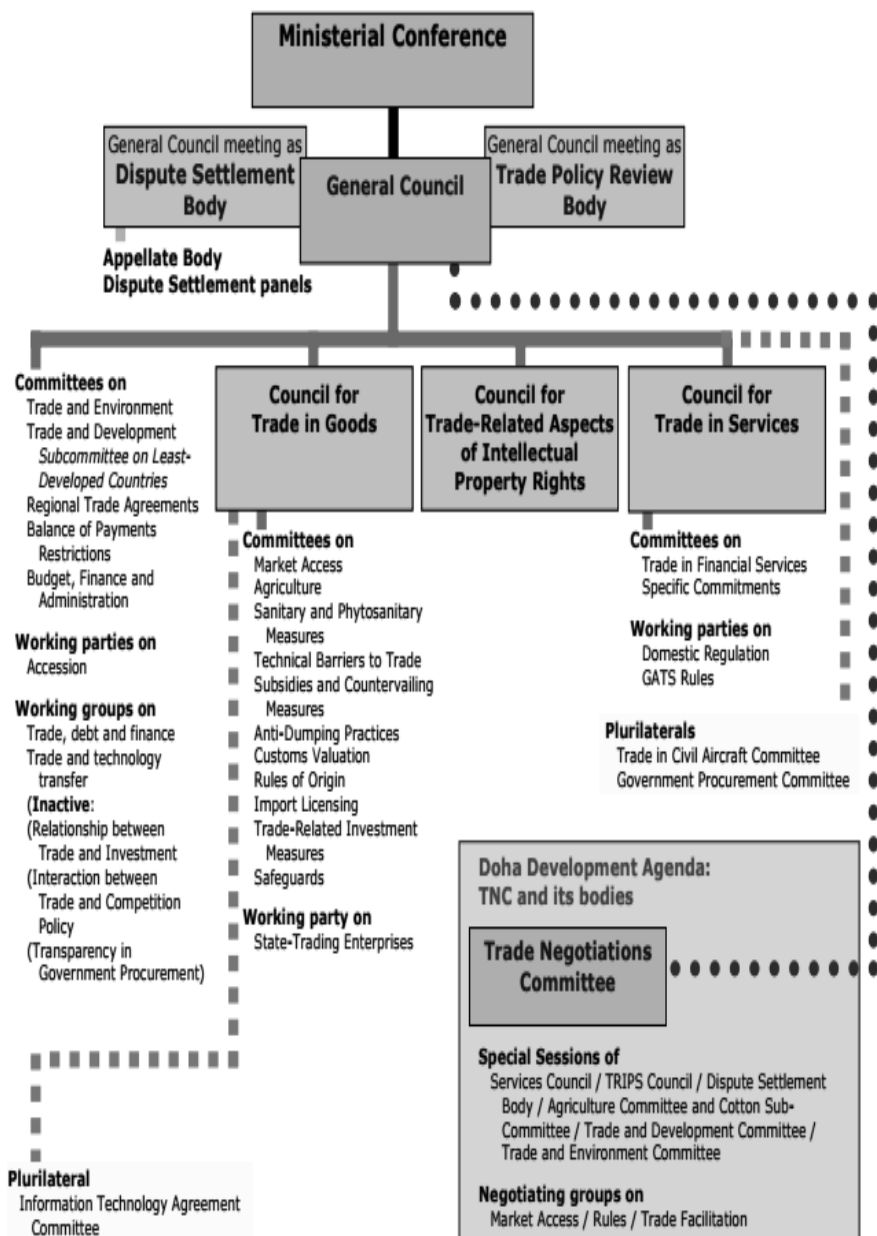 Ministerial Conference
General Council meeting as
Dispute Settlement
Body
General Council
General Council meeting as
Trade Policy Review
Body
Appellate Body
Dispute Settlement panels
Committees on
Trade and Environment
Trade and Development
Subcommittee on Least-
Developed Countries
Regional Trade Agreements
Balance of Payments
Restrictions
Budget, Finance and
Administration
Working parties on
Accession
Working groups on
Trade, debt and finance
Trade and technology
transfer
(Inactive:
(Relationship between
Trade and Investment
(Interaction between
Trade and Competition
Policy
(Transparency in
Government Procurement)
Council for
Trade in Goods
Committees on
Market Access
Agriculture
Sanitary and Phytosanitary
Measures
Technical Barriers to Trade
Subsidies and Countervailing
Measures
Anti-Dumping Practices
Customs Valuation
Rules of Origin
Import Licensing
Trade-Related Investment
Measures
Safeguards
Working party on
State-Trading Enterprises
Plurilateral
Information Technology Agreement
Committee
Council for
Trade-Related Aspects
of Intellectual
Property Rights
Council for
Trade in Services
Committees on
Trade in Financial Services
Specific Commitments
Working parties on
Domestic Regulation
GATS Rules
Plurilaterals
Trade in Civil Aircraft Committee
Government Procurement Committee
Doha Development Agenda:
TNC and its bodies
Trade Negotiations
Committee
Special Sessions of
Services Council / TRIPS Council / Dispute Settlement
Body / Agriculture Committee and Cotton Sub-
Committee / Trade and Development Committee /
Trade and Environment Committee
Negotiating groups on
Market Access / Rules / Trade Facilitation